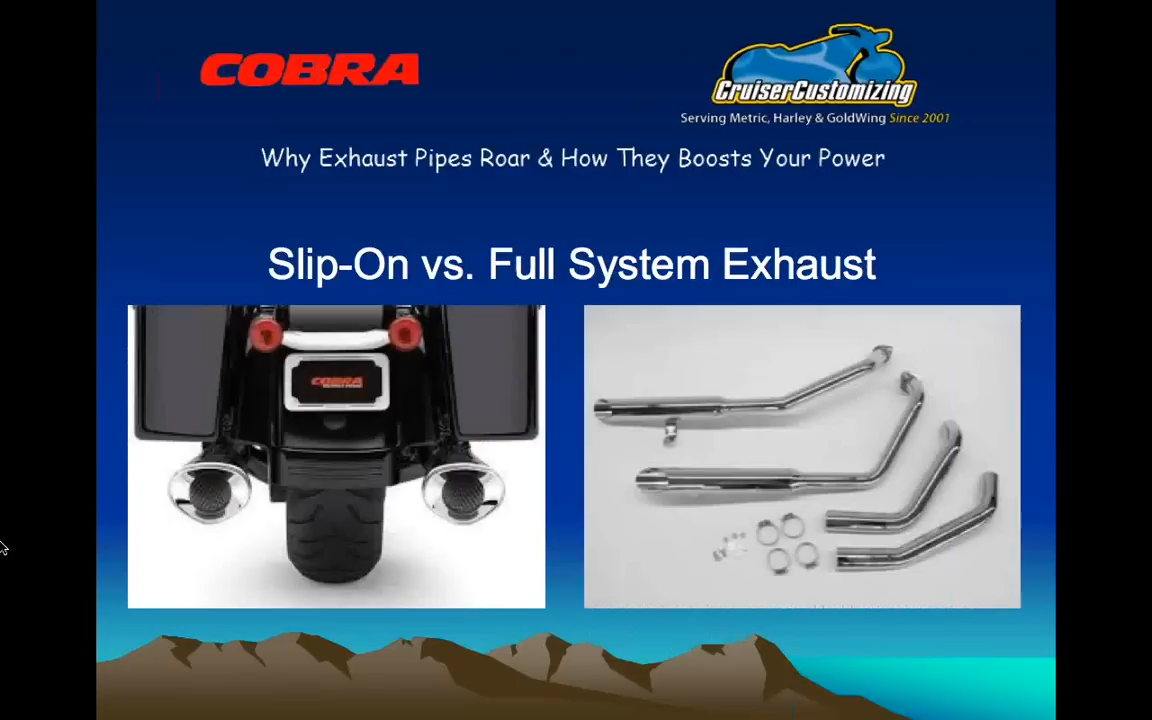 COBRA
CruiserCustomizing
Serving Metric, Harley & GoldWing Since 2001
Why Exhaust Pipes Roar & How They Boosts Your Power
Slip-On vs. Full System Exhaust
COBRA